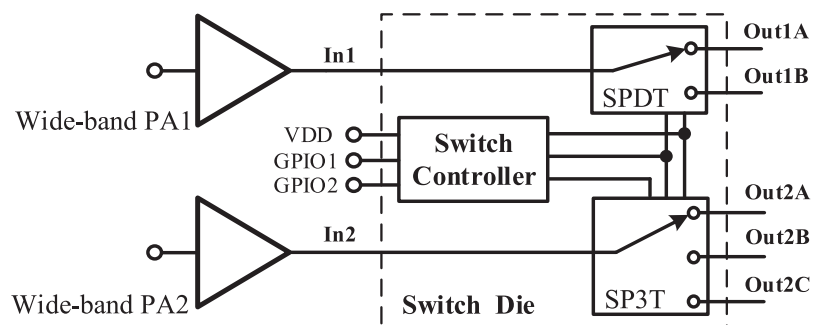 Wide-band PA1
In1
SPDT
Out1A
Out1B
VDD
GPIO1
GPIO2
Switch
Controller
Wide-band PA2
In2
SP3T
Out2A
Out2B
Out2C
Switch Die